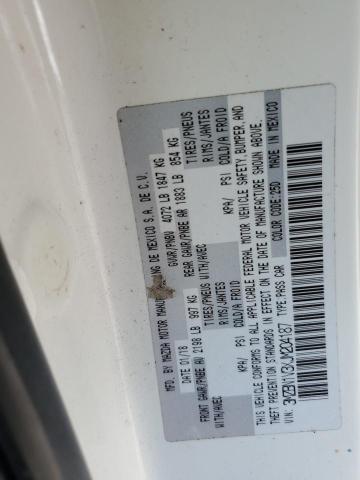 MFD. BY MAZDA MOTOR MANU ING DE MEXICO S.A. DE C.V.
DATE: 01/18 GVWR/PNBV 4072 LB 1847 KG
FRONT GAWR/PNBE AV 2198 LB 997 KG REAR GAWR/PNBE AR 1883 LB 854 KG
WITH/AVEC TIRES/PNEUS WITH/AVEC TIRES/PNEUS
RIMS/JANTES RIMS/JANTES
KPA/ PSI COLD/A FROID KPA/ PSI COLD/A FROID
THIS VEHICLE CONFORMS TO ALL APPLICABLE FEDERAL MOTOR VEHICLE SAFETY,BUMPER,AND
THEFT PREVENTION STANDARDS IN EFFECT ON THE DATE OF MANUFACTURE SHOWN ABOVE.
VIN: 3MZBN1V3XJM204187 TYPE: PASS CAR COLOR CODE:25D MADE IN MEXICO